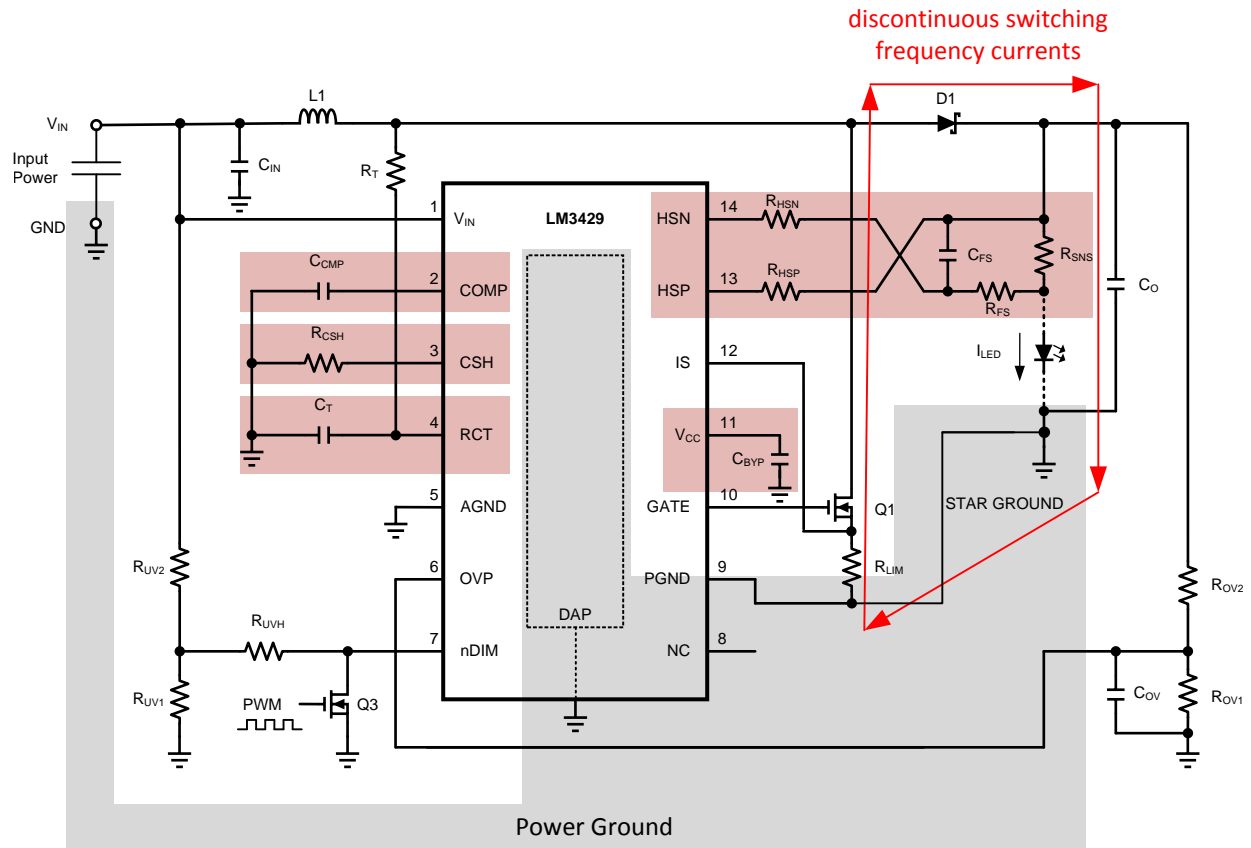 discontinuous switching
frequency currents
L1
D1
VIN
Input
Power
CIN
RT
GND
1
VIN
LM3429
HSN
14
RHSN
CCMP
CFS
RSNS
2
COMP
HSP
13
RHSP
RFS
CO
RCSH
3
CSH
IS
12
ILED
CT
4
RCT
VCC
11
CBYP
5
AGND
GATE
10
Q1
STAR GROUND
RUV2
6
OVP
PGND
9
RLIM
ROV2
DAP
RUVH
7
nDIM
NC
8
RUV1
PWM
Q3
COV
ROV1
Power Ground